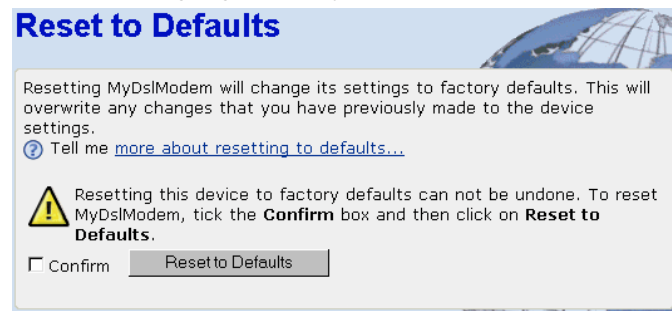 Reset to Defaults
Resetting MyDslModem will change its settings to factory defaults. This will
overwrite any changes that you have previously made to the device
settings.
Tell me more about resetting to defaults...
Resetting this device to factory defaults can not be undone. To reset
MyDslModem, tick the Confirm box and then click on Reset to
Defaults.
Confirm Reset to Defaults